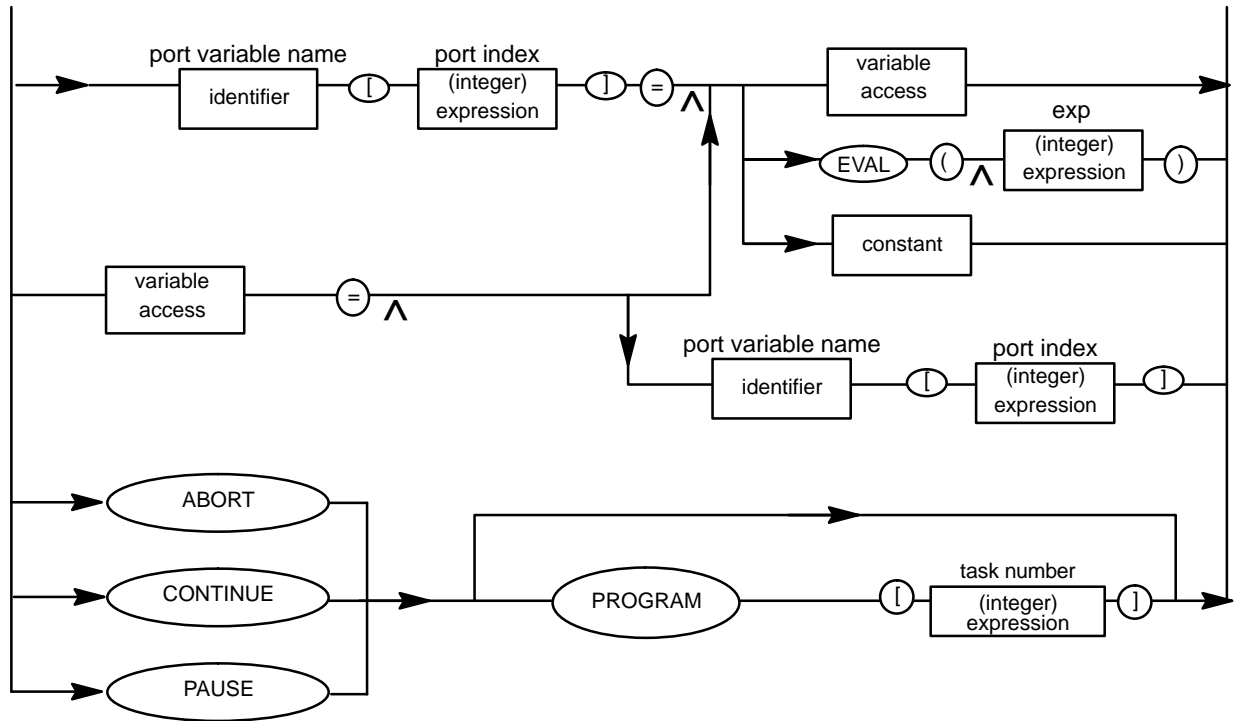 port variable name
identifier
[
port index
(integer)
expression
]
=
^
variable
access
EVAL
(
^
exp
(integer)
expression
)
constant
variable
access
=
^
port variable name
identifier
[
port index
(integer)
expression
]
ABORT
CONTINUE
PAUSE
PROGRAM
[
task number
(integer)
expression
]